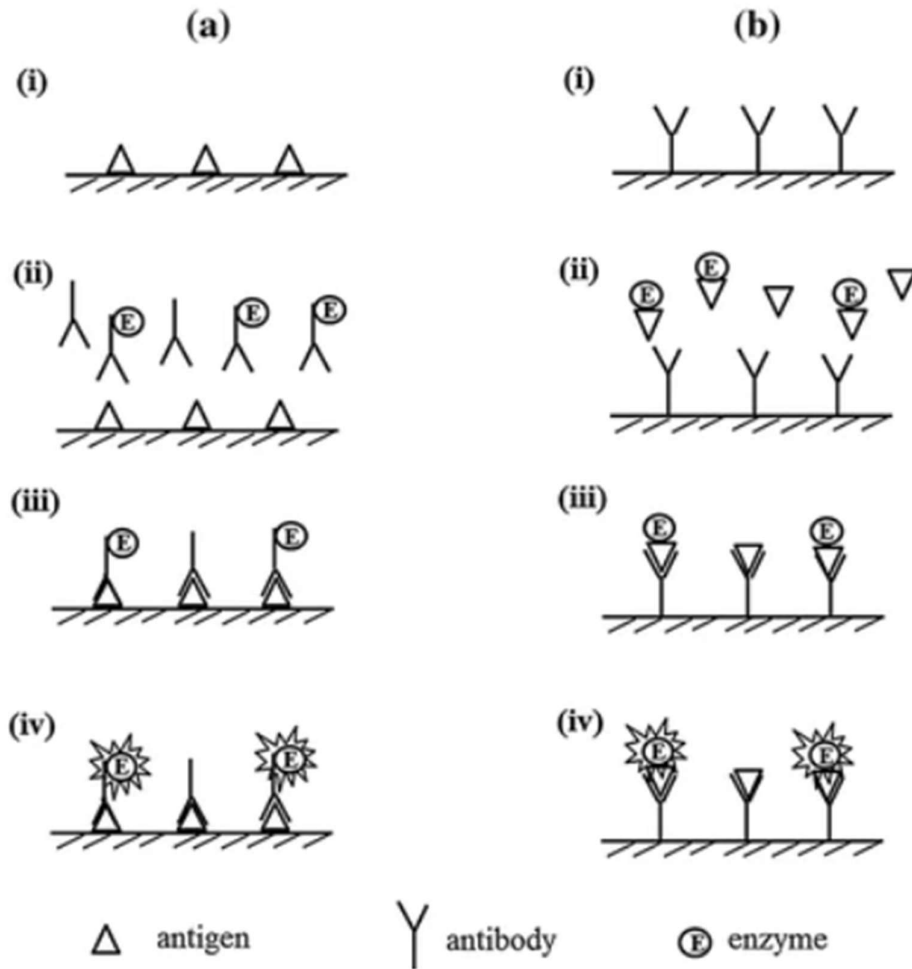 (a) (b)
(i) (i)
(ii) (ii)
E E E E E E
(iii) (iii)
E E E E
(iv) (iv)
E E E E
antigen antibody E enzyme